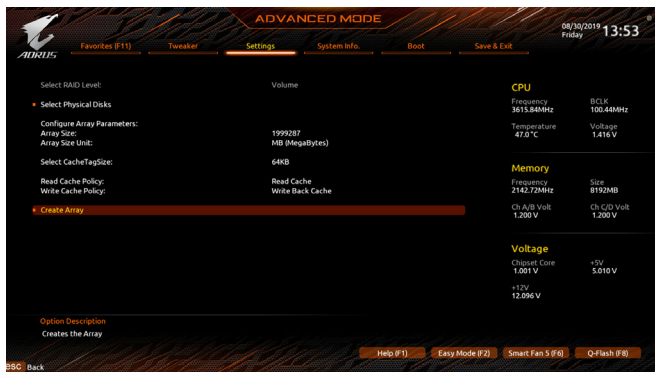 ADVANCED MODE
08/30/2019 13:53
Friday
AORUS
Favorites (F11) Tweaker Settings System Info. Boot Save & Exit
Select RAID Level: Volume
Select Physical Disks
Configure Array Parameters:
Array Size: 1999287
Array Size Unit: MB (MegaBytes)
Select CacheTagSize: 64KB
Read Cache Policy: Read Cache
Write Cache Policy: Write Back Cache
Create Array
CPU
Frequency BCLK
3615.84MHz 100.44MHz
Temperature Voltage
47.0°C 1.416 V
Memory
Frequency Size
2142.72MHz 8192MB
Ch A/B Volt Ch C/D Volt
1.200 V 1.200 V
Voltage
Chipset Core +5V
1.001 V 5.010 V
+12V
12.096 V
Option Description
Creates the Array
Help (F1) Easy Mode (F2) Smart Fan 5 (F6) Q-Flash (F8)
esc Back